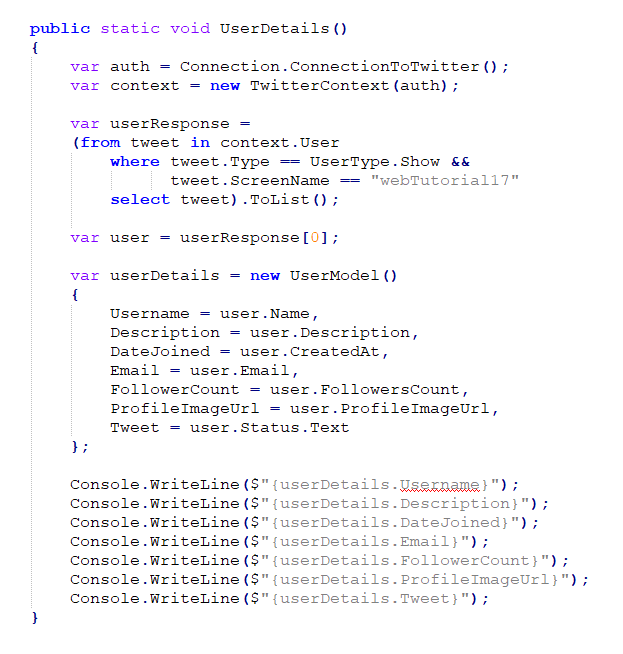 public static void UserDetails()
{
    var auth = Connection.ConnectionToTwitter();
    var context = new TwitterContext(auth);

    var userResponse =
    (from tweet in context.User
        where tweet.Type == UserType.Show &&
              tweet.ScreenName == "webTutorial17"
        select tweet).ToList();

    var user = userResponse[0];

    var userDetails = new UserModel()
    {
        Username = user.Name,
        Description = user.Description,
        DateJoined = user.CreatedAt,
        Email = user.Email,
        FollowerCount = user.FollowersCount,
        ProfileImageUrl = user.ProfileImageUrl,
        Tweet = user.Status.Text
    };

    Console.WriteLine($"{userDetails.Username}");
    Console.WriteLine($"{userDetails.Description}");
    Console.WriteLine($"{userDetails.DateJoined}");
    Console.WriteLine($"{userDetails.Email}");
    Console.WriteLine($"{userDetails.FollowerCount}");
    Console.WriteLine($"{userDetails.ProfileImageUrl}");
    Console.WriteLine($"{userDetails.Tweet}");
}